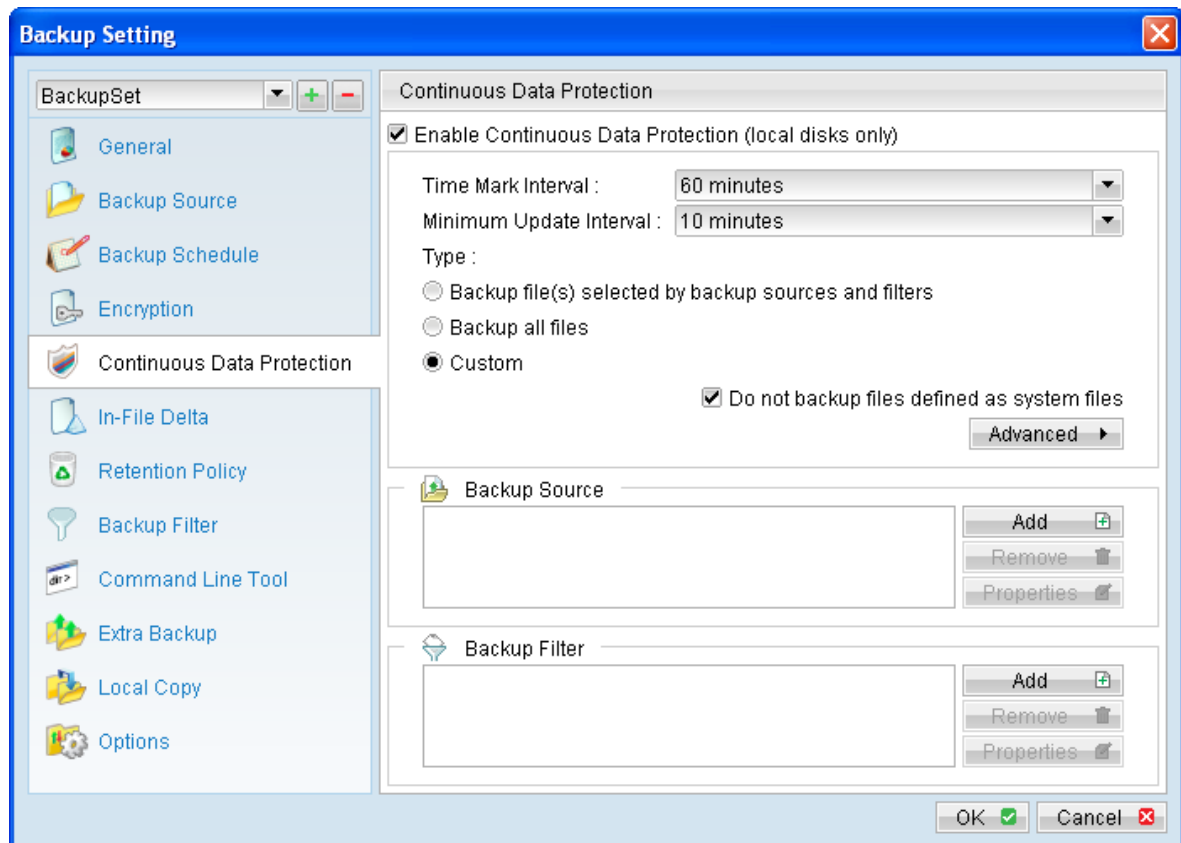 Backup Setting
BackupSet
General
Backup Source
Backup Schedule
Encryption
Continuous Data Protection
In-File Delta
Retention Policy
Backup Filter
dir >
Command Line Tool
Extra Backup
Local Copy
Options
Continuous Data Protection
Enable Continuous Data Protection (local disks only)
Time Mark Interval : 60 minutes
Minimum Update Interval : 10 minutes
Type :
Backup file(s) selected by backup sources and filters
Backup all files
Custom
Do not backup files defined as system files
Advanced
Backup Source
Add
Remove
Properties
Backup Filter
Add
Remove
Properties
OK Cancel